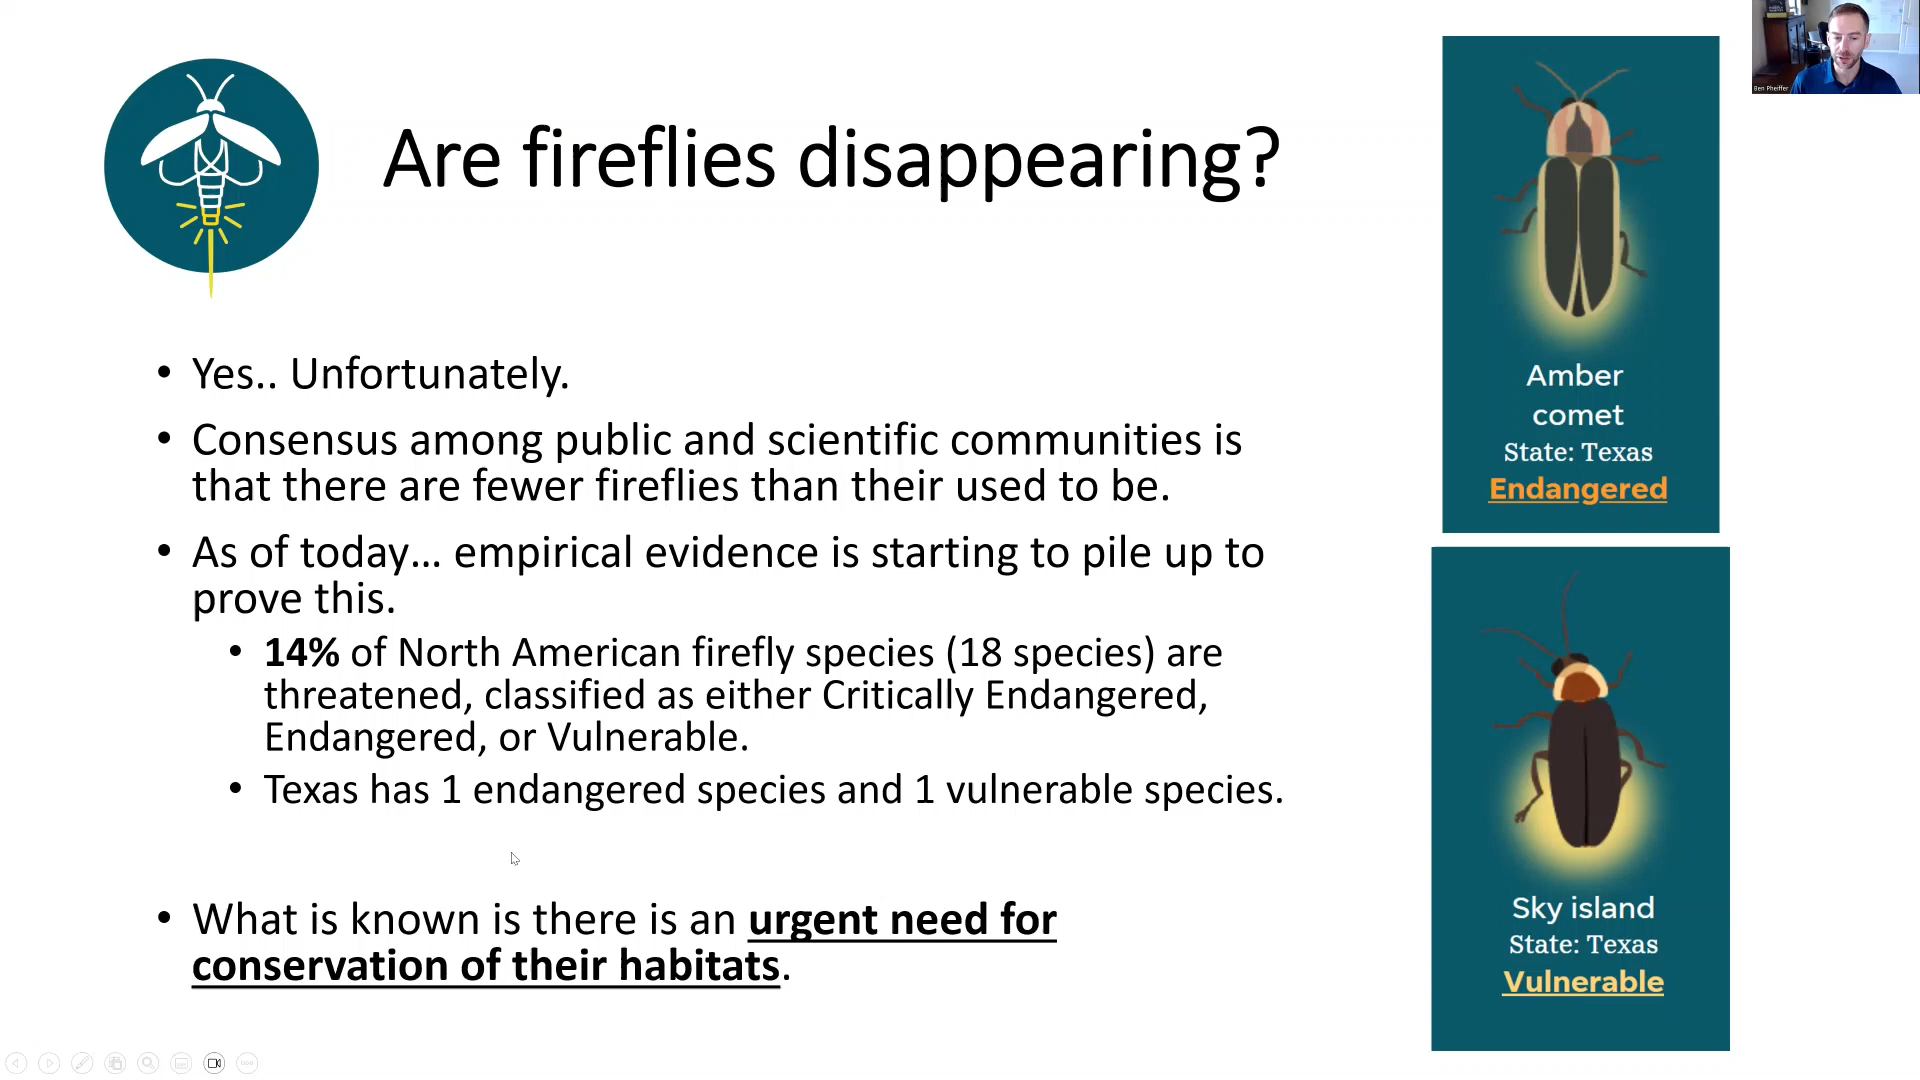 Are fireflies disappearing?
• Yes.. Unfortunately.
• Consensus among public and scientific communities is
that there are fewer fireflies than their used to be.
• As of today... empirical evidence is starting to pile up to
prove this.
• 14% of North American firefly species (18 species) are
threatened, classified as either Critically Endangered,
Endangered, or Vulnerable.
• Texas has 1 endangered species and 1 vulnerable species.
• What is known is there is an urgent need for
conservation of their habitats.
Amber
comet
State: Texas
Endangered
Sky island
State: Texas
Vulnerable
Ben Pheiffer